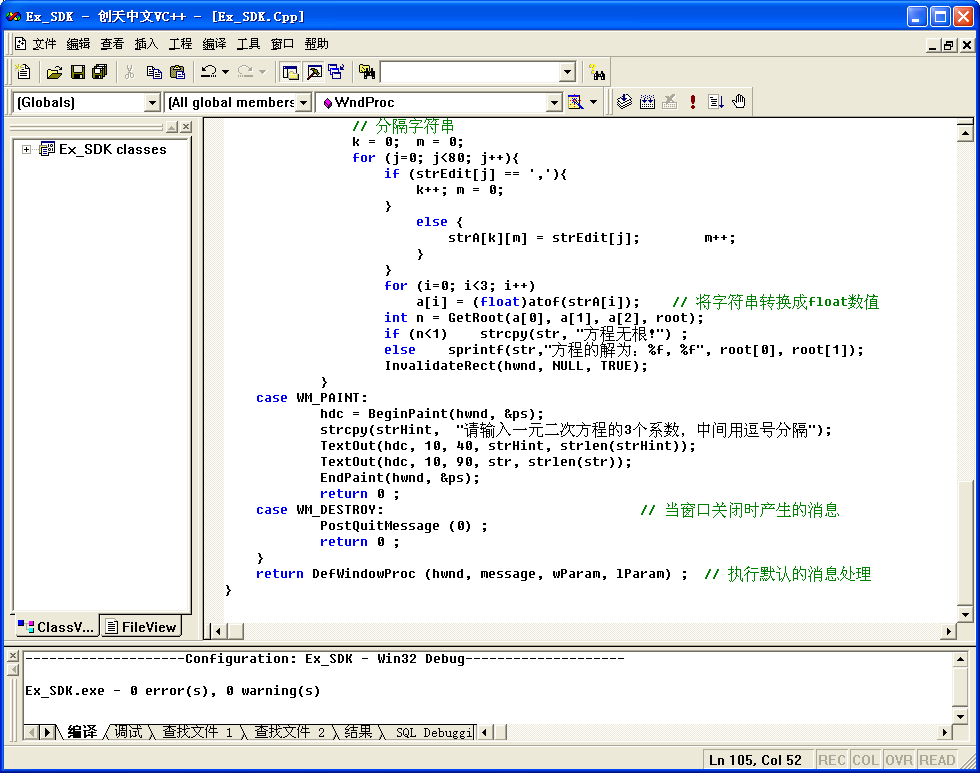 Ex_SDK - 创天中文VC++ - [Ex_SDK.Cpp]
文件 编辑 查看 插入 工程 编译 工具 窗口 帮助
(Globals) (All global members WndProc
Ex_SDK classes
ClassV... FileView
// 分隔字符串
k = 0; m = 0;
for (j=0; j<80; j++){
if (strEdit[j] == ','){
k++; m = 0;
}
else {
strA[k][m] = strEdit[j]; m++;
}
}
for (i=0; i<3; i++)
a[i] = (float)atof(strA[i]); // 将字符串转换成float数值
int n = GetRoot(a[0], a[1], a[2], root);
if (n<1) strcpy(str, "方程无根!") ;
else sprintf(str,"方程的解为: %f, %f", root[0], root[1]);
InvalidateRect(hwnd, NULL, TRUE);
}
case WM_PAINT:
hdc = BeginPaint(hwnd, &ps);
strcpy(strHint, "请输入一元二次方程的3个系数, 中间用逗号分隔");
TextOut(hdc, 10, 40, strHint, strlen(strHint));
TextOut(hdc, 10, 90, str, strlen(str));
EndPaint(hwnd, &ps);
return 0 ;
case WM_DESTROY: // 当窗口关闭时产生的消息
PostQuitMessage (0) ;
return 0 ;
}
return DefWindowProc (hwnd, message, wParam, lParam) ; // 执行默认的消息处理
}
--------------------Configuration: Ex_SDK - Win32 Debug--------------------
Ex_SDK.exe - 0 error(s), 0 warning(s)
编译 调试 查找文件 1 查找文件 2 结果 SQL Debuggi
Ln 105, Col 52 REC COL OVR READ